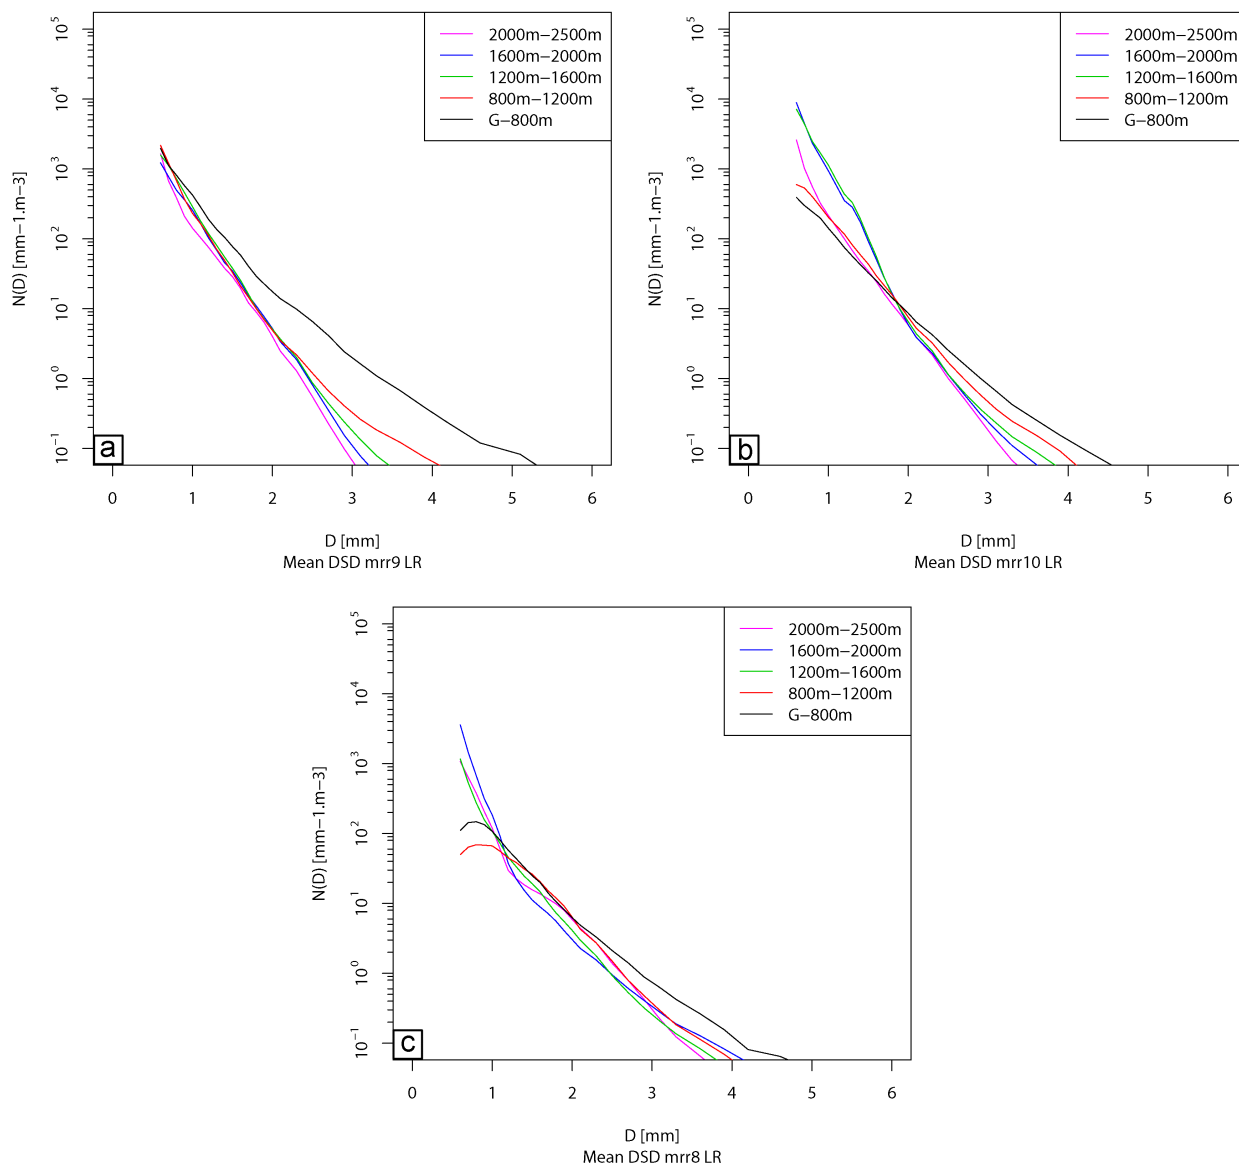 2000m−2500m
1600m−2000m
1200m−1600m
800m−1200m
G−800m
10^5
10^4
10^3
10^2
10^1
10^0
10^−1
N(D) [mm−1.m−3]
a
0 1 2 3 4 5 6
D [mm]
Mean DSD mrr9 LR
2000m−2500m
1600m−2000m
1200m−1600m
800m−1200m
G−800m
10^5
10^4
10^3
10^2
10^1
10^0
10^−1
N(D) [mm−1.m−3]
b
0 1 2 3 4 5 6
D [mm]
Mean DSD mrr10 LR
2000m−2500m
1600m−2000m
1200m−1600m
800m−1200m
G−800m
10^5
10^4
10^3
10^2
10^1
10^0
10^−1
N(D) [mm−1.m−3]
c
0 1 2 3 4 5 6
D [mm]
Mean DSD mrr8 LR